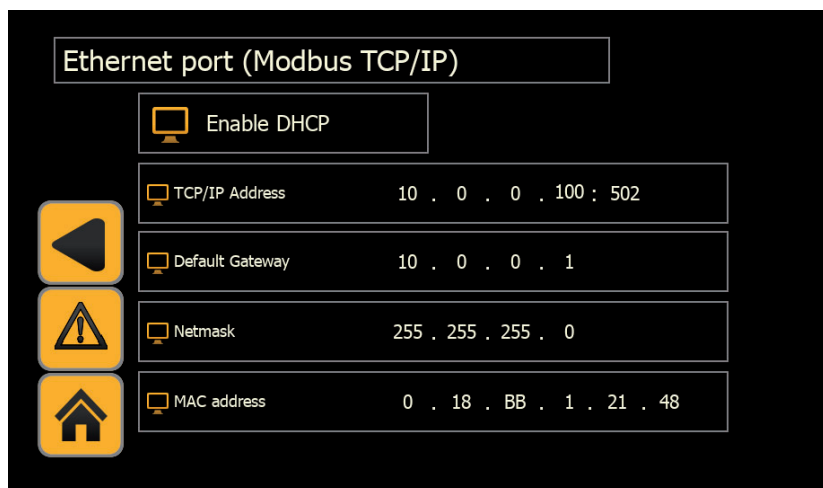 Ethernet port (Modbus TCP/IP)
Enable DHCP
TCP/IP Address 10 . 0 . 0 . 100 : 502
Default Gateway 10 . 0 . 0 . 1
Netmask 255 . 255 . 255 . 0
MAC address 0 . 18 . BB . 1 . 21 . 48